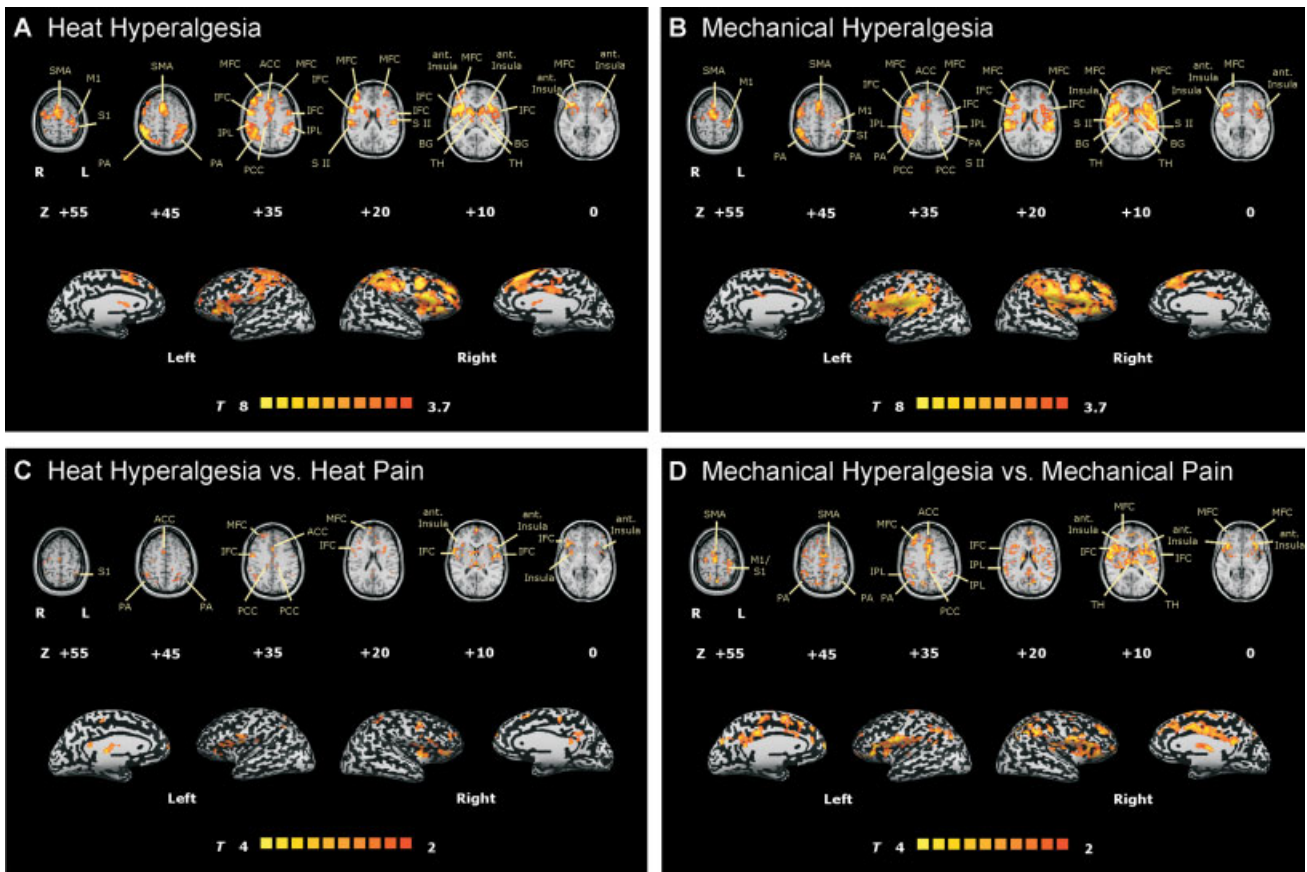 A Heat Hyperalgesia
SMA
M1
S1
SMA
PA
MFC
ACC
MFC
IFC
IFC
IPL
IPL
PA
PCC
MFC
MFC
IFC
IFC
S II
S II
ant. Insula
MFC
ant. Insula
IFC
IFC
BG
BG
TH
TH
MFC
ant. Insula
R L
Z +55 +45 +35 +20 +10 0
Left Right
T 8 3.7
B Mechanical Hyperalgesia
SMA
M1
SMA
M1
SI
PA
PA
MFC
ACC
MFC
IFC
IFC
IPL
IPL
PA
PCC
PCC
MFC
MFC
IFC
IFC
S II
MFC
MFC
Insula
Insula
S II
S II
BG
BG
TH
TH
ant. Insula
MFC
ant. Insula
R L
Z +55 +45 +35 +20 +10 0
Left Right
T 8 3.7
C Heat Hyperalgesia vs. Heat Pain
S1
ACC
PA
PA
MFC
ACC
IFC
PCC
PCC
MFC
IFC
ant. Insula
ant. Insula
IFC
IFC
ant. Insula
Insula
R L
Z +55 +45 +35 +20 +10 0
Left Right
T 4 2
D Mechanical Hyperalgesia vs. Mechanical Pain
SMA
M1/
S1
SMA
PA
PA
MFC
ACC
IPL
IPL
PA
PCC
IFC
IPL
ant. Insula
MFC
ant. Insula
IFC
TH
TH
MFC
MFC
ant. Insula
R L
Z +55 +45 +35 +20 +10 0
Left Right
T 4 2